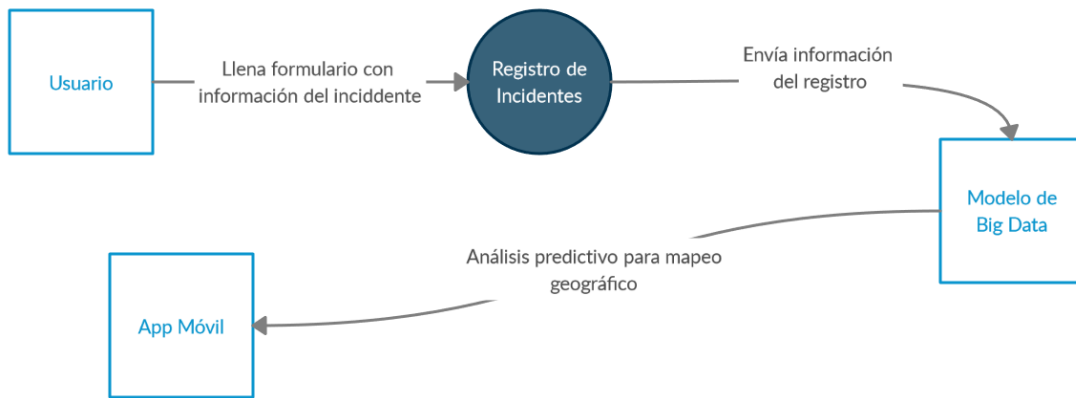 Usuario
Llena formulario con
información del inciddente
Registro de
Incidentes
Envía información
del registro
Modelo de
Big Data
Análisis predictivo para mapeo
geográfico
App Móvil